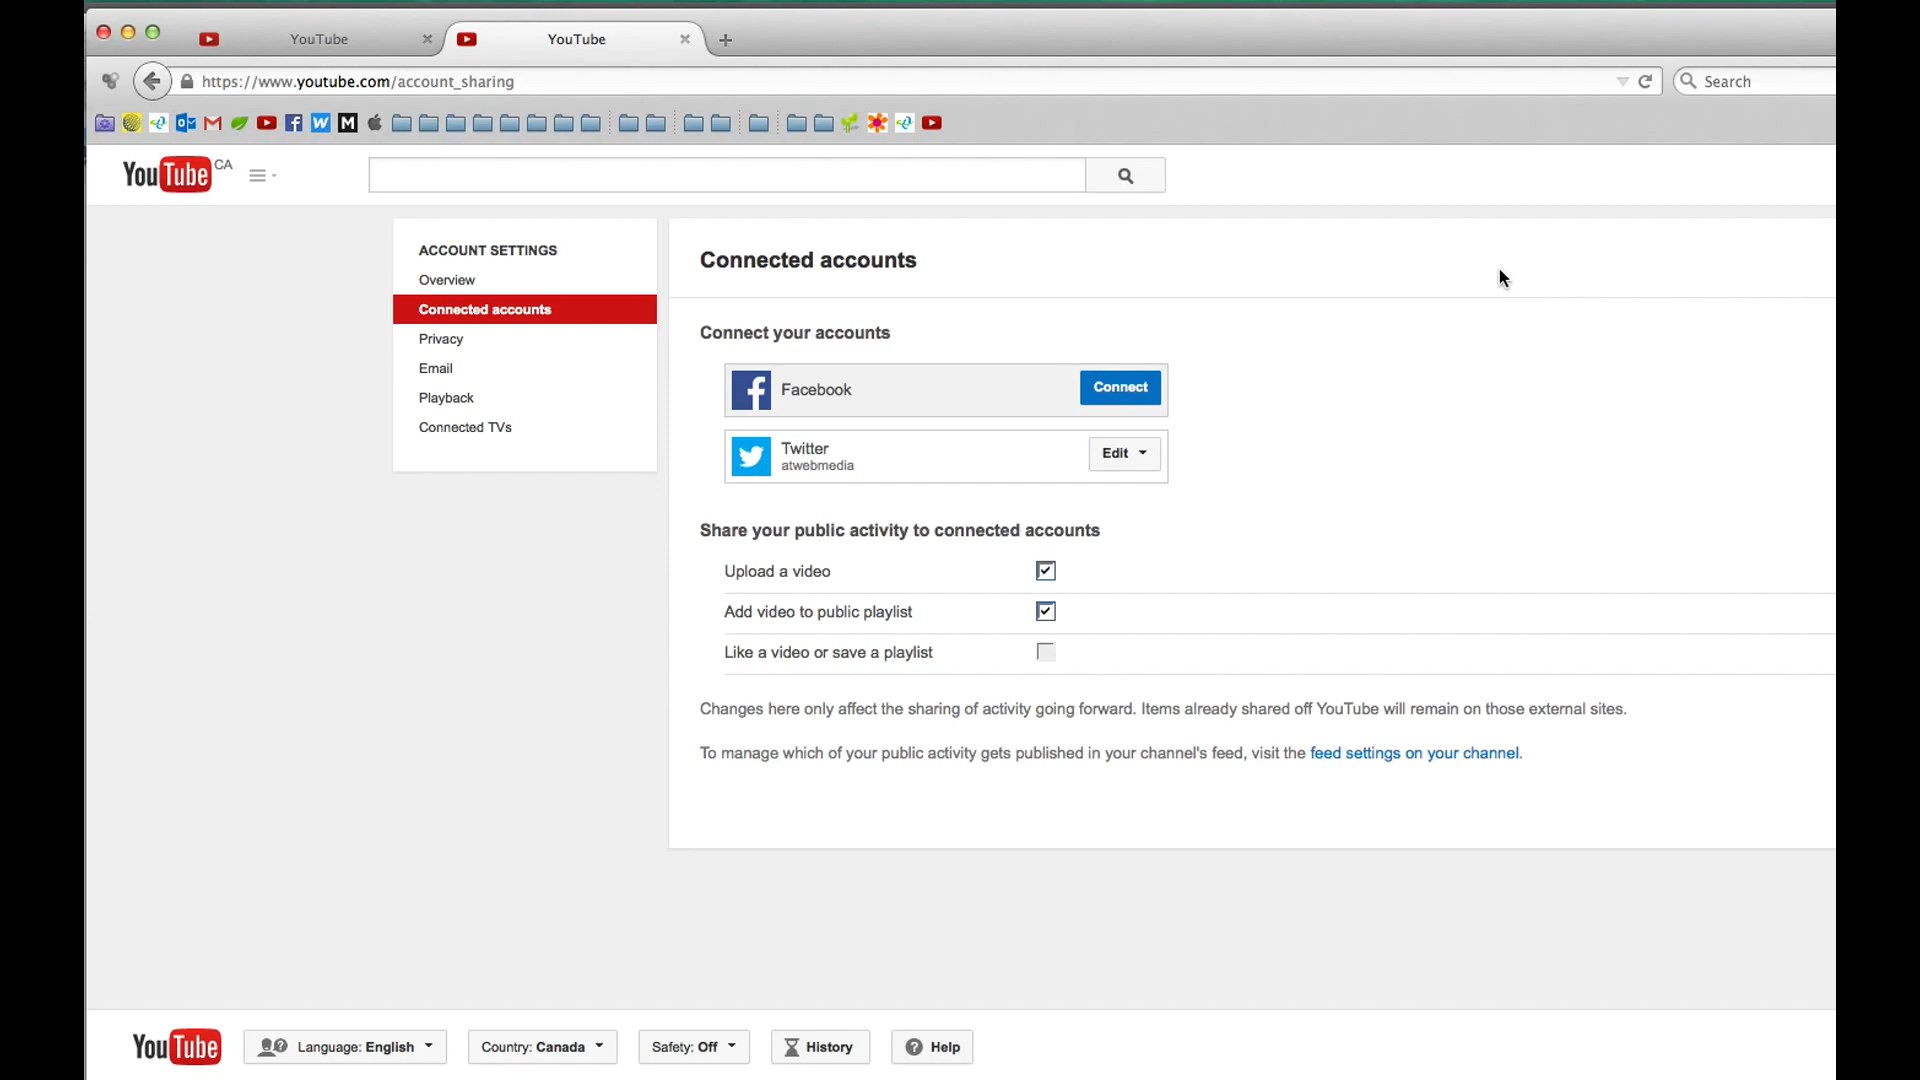 YouTube
YouTube
https://www.youtube.com/account_sharing
Search
YouTube CA
ACCOUNT SETTINGS
Overview
Connected accounts
Privacy
Email
Playback
Connected TVs
Connected accounts
Connect your accounts
Facebook
Connect
Twitter
atwebmedia
Edit
Share your public activity to connected accounts
Upload a video
Add video to public playlist
Like a video or save a playlist
Changes here only affect the sharing of activity going forward. Items already shared off YouTube will remain on those external sites.
To manage which of your public activity gets published in your channel's feed, visit the feed settings on your channel.
YouTube
Language: English
Country: Canada
Safety: Off
History
Help